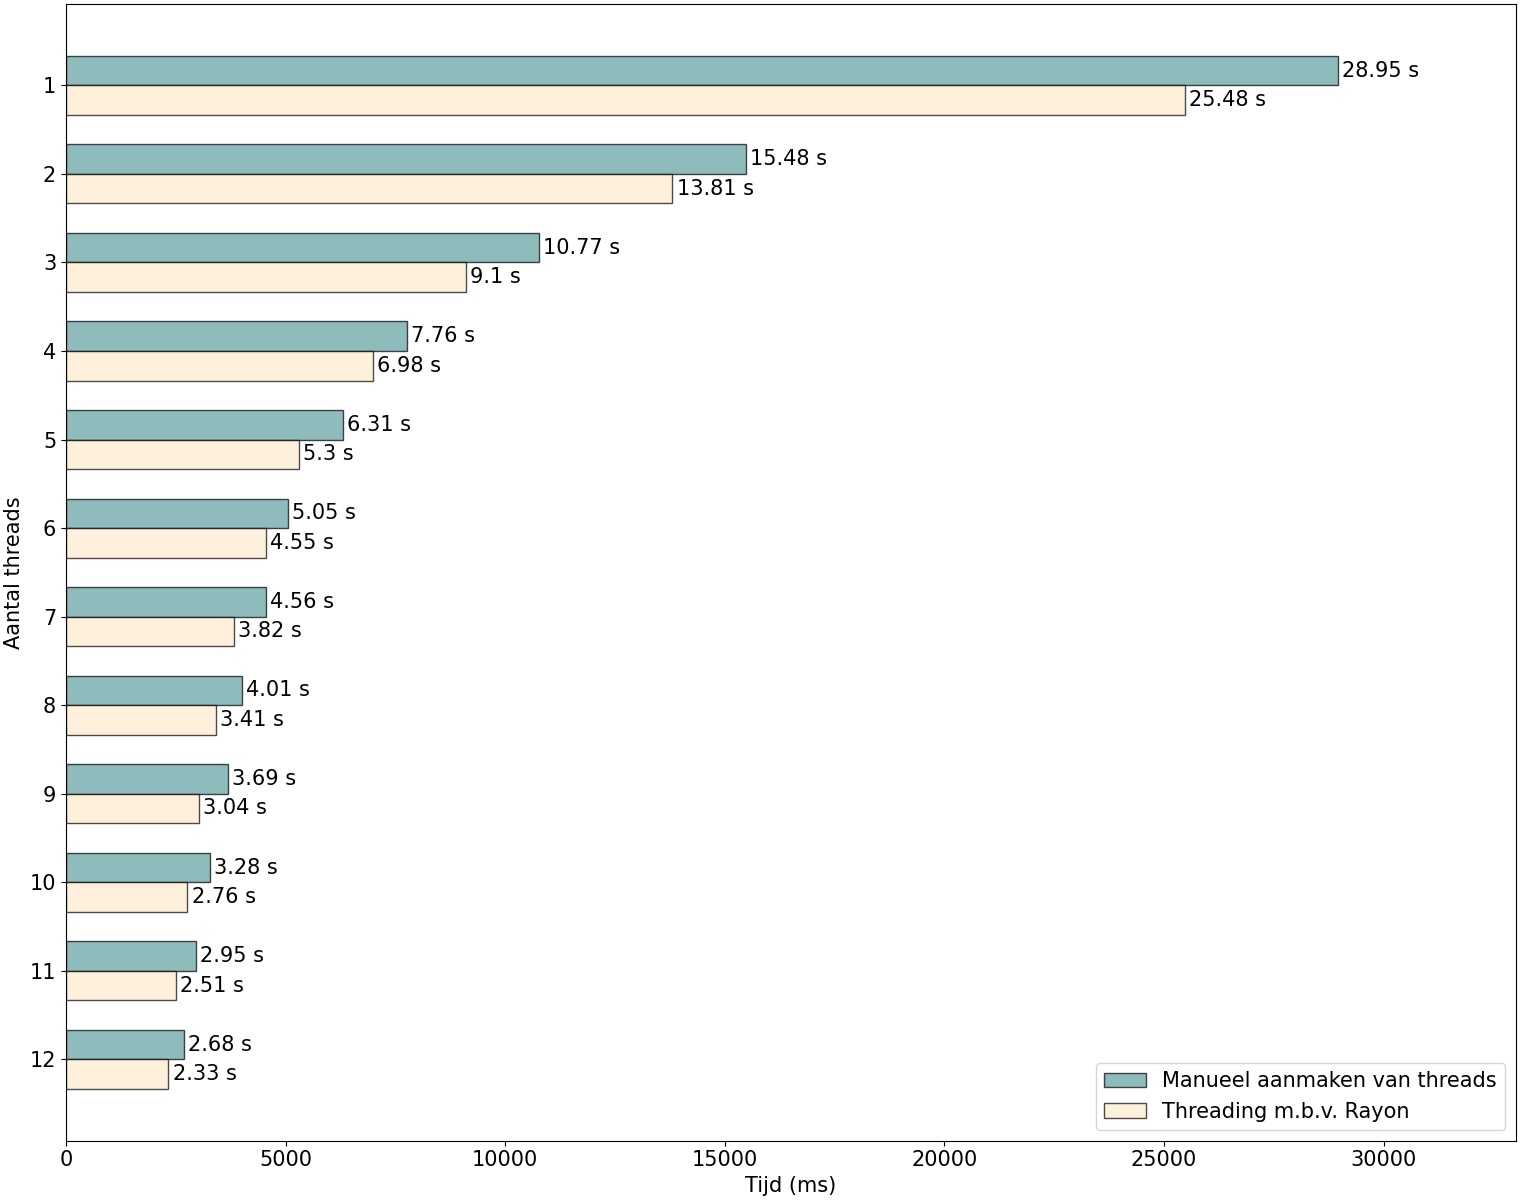 1
28.95 s
25.48 s
2
15.48 s
13.81 s
3
10.77 s
9.1 s
4
7.76 s
6.98 s
5
6.31 s
5.3 s
6
5.05 s
4.55 s
7
4.56 s
3.82 s
8
4.01 s
3.41 s
9
3.69 s
3.04 s
10
3.28 s
2.76 s
11
2.95 s
2.51 s
12
2.68 s
2.33 s
Aantal threads
Manueel aanmaken van threads
Threading m.b.v. Rayon
0 5000 10000 15000 20000 25000 30000
Tijd (ms)